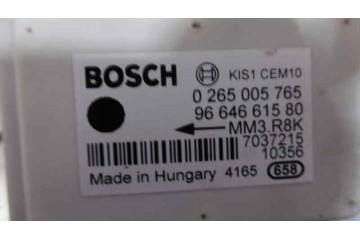 BOSCH KIS1 CEM10
0 265 005 765
96 646 615 80
MM3.R8K
7037215
10356
Made in Hungary 4165 658